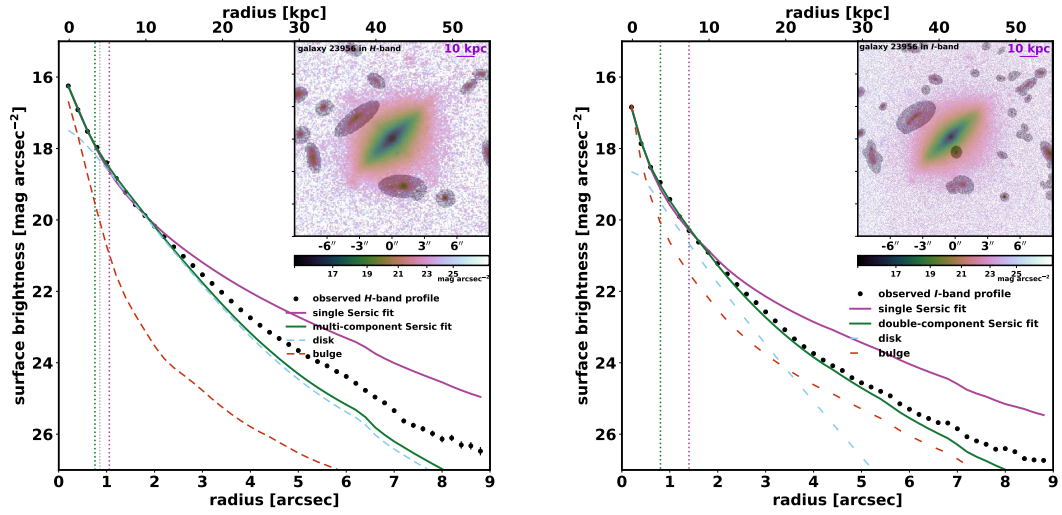 radius [kpc]
0 10 20 30 40 50
surface brightness [mag arcsec−2]
16
18
20
22
24
26
galaxy 23956 in H-band
10 kpc
-6′′ -3′′ 0′′ 3′′ 6′′
17 19 21 23 25
mag arcsec−2
observed H-band profile
single Sersic fit
multi-component Sersic fit
disk
bulge
0 1 2 3 4 5 6 7 8 9
radius [arcsec]
radius [kpc]
0 10 20 30 40 50
surface brightness [mag arcsec−2]
16
18
20
22
24
26
galaxy 23956 in I-band
10 kpc
-6′′ -3′′ 0′′ 3′′ 6′′
17 19 21 23 25
mag arcsec−2
observed I-band profile
single Sersic fit
double-component Sersic fit
disk
bulge
0 1 2 3 4 5 6 7 8 9
radius [arcsec]